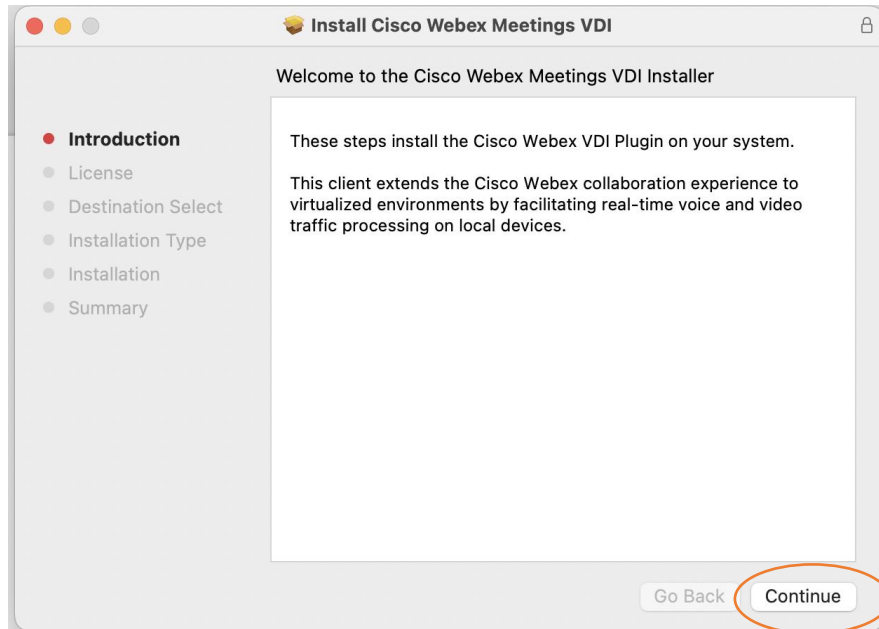 Install Cisco Webex Meetings VDI
Welcome to the Cisco Webex Meetings VDI Installer
Introduction
License
Destination Select
Installation Type
Installation
Summary
These steps install the Cisco Webex VDI Plugin on your system.
This client extends the Cisco Webex collaboration experience to
virtualized environments by facilitating real-time voice and video
traffic processing on local devices.
Go Back
Continue